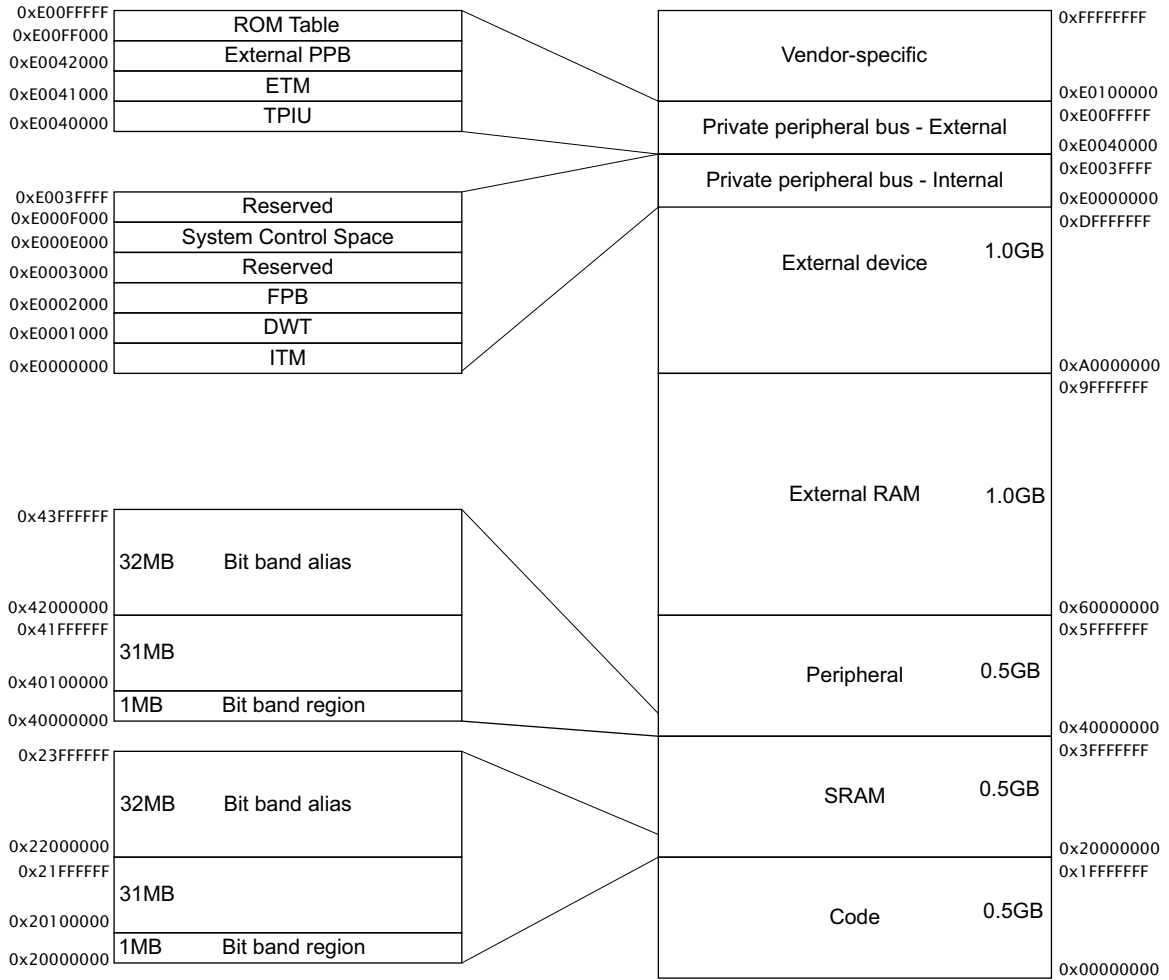 0xE00FFFFF
ROM Table
0xE00FF000
External PPB
0xE0042000
ETM
0xE0041000
TPIU
0xE0040000
0xE003FFFF
Reserved
0xE000F000
System Control Space
0xE000E000
Reserved
0xE0003000
FPB
0xE0002000
DWT
0xE0001000
ITM
0xE0000000
0x43FFFFFF
32MB Bit band alias
0x42000000
0x41FFFFFF
31MB
0x40100000
1MB Bit band region
0x40000000
0x23FFFFFF
32MB Bit band alias
0x22000000
0x21FFFFFF
31MB
0x20100000
1MB Bit band region
0x20000000
0xFFFFFFFF
Vendor-specific
0xE0100000
0xE00FFFFF
Private peripheral bus - External
0xE0040000
0xE003FFFF
Private peripheral bus - Internal
0xE0000000
0xDFFFFFFF
External device 1.0GB
0xA0000000
0x9FFFFFFF
External RAM 1.0GB
0x60000000
0x5FFFFFFF
Peripheral 0.5GB
0x40000000
0x3FFFFFFF
SRAM 0.5GB
0x20000000
0x1FFFFFFF
Code 0.5GB
0x00000000